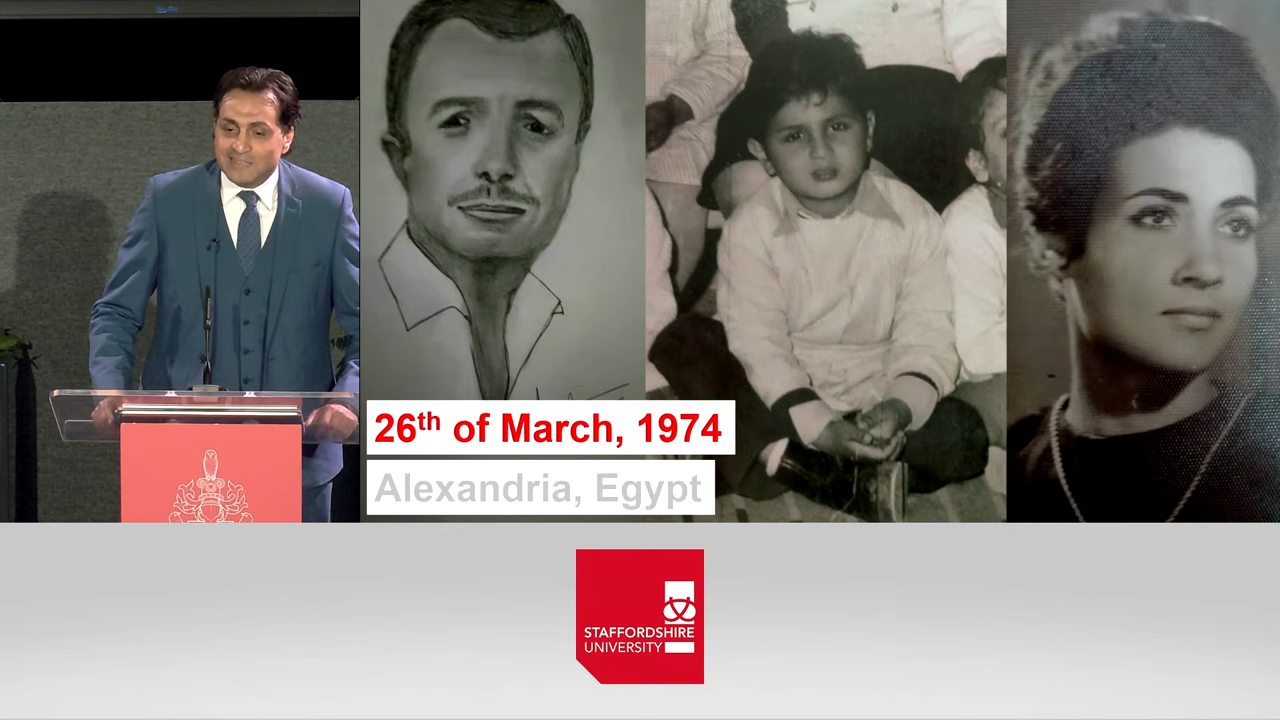 26th of March, 1974
Alexandria, Egypt
STAFFORDSHIRE
UNIVERSITY